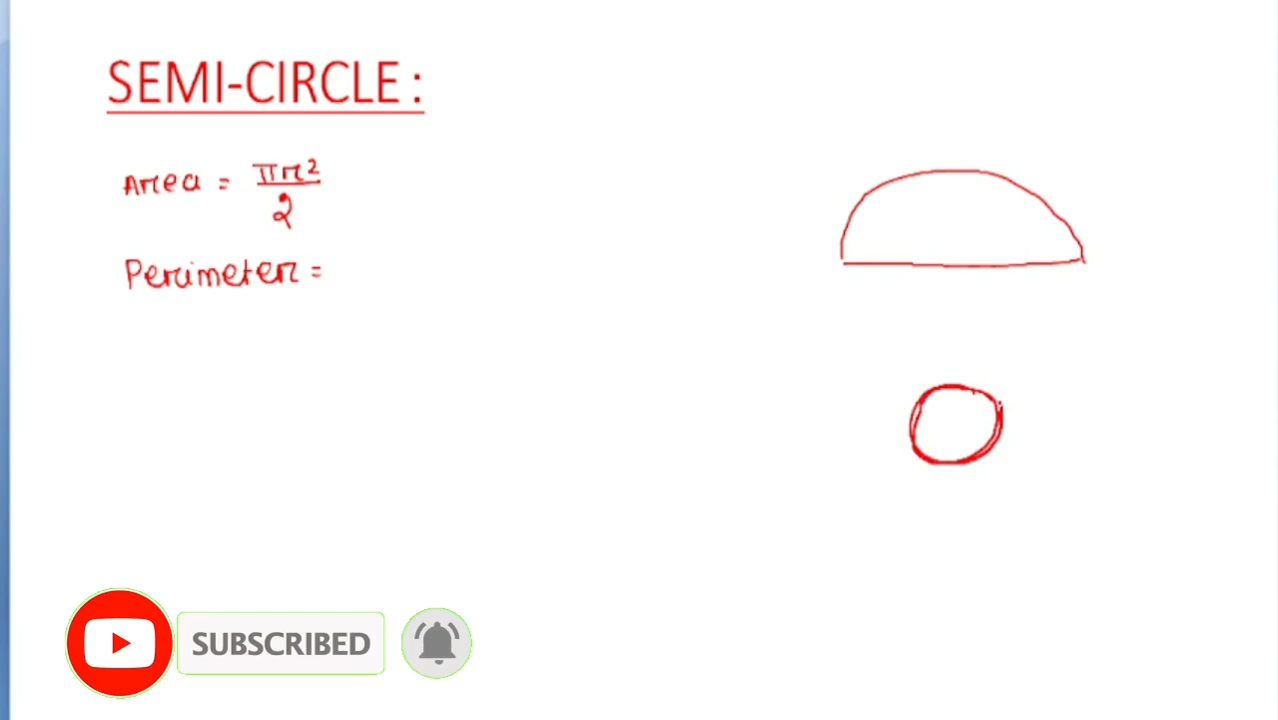 SEMI-CIRCLE :
Area = πr²/2
Perimeter =
SUBSCRIBED